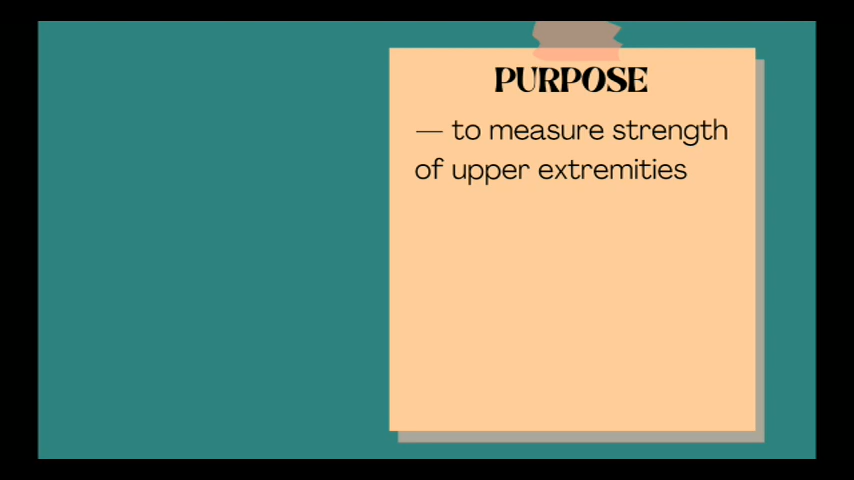 PURPOSE
— to measure strength
of upper extremities